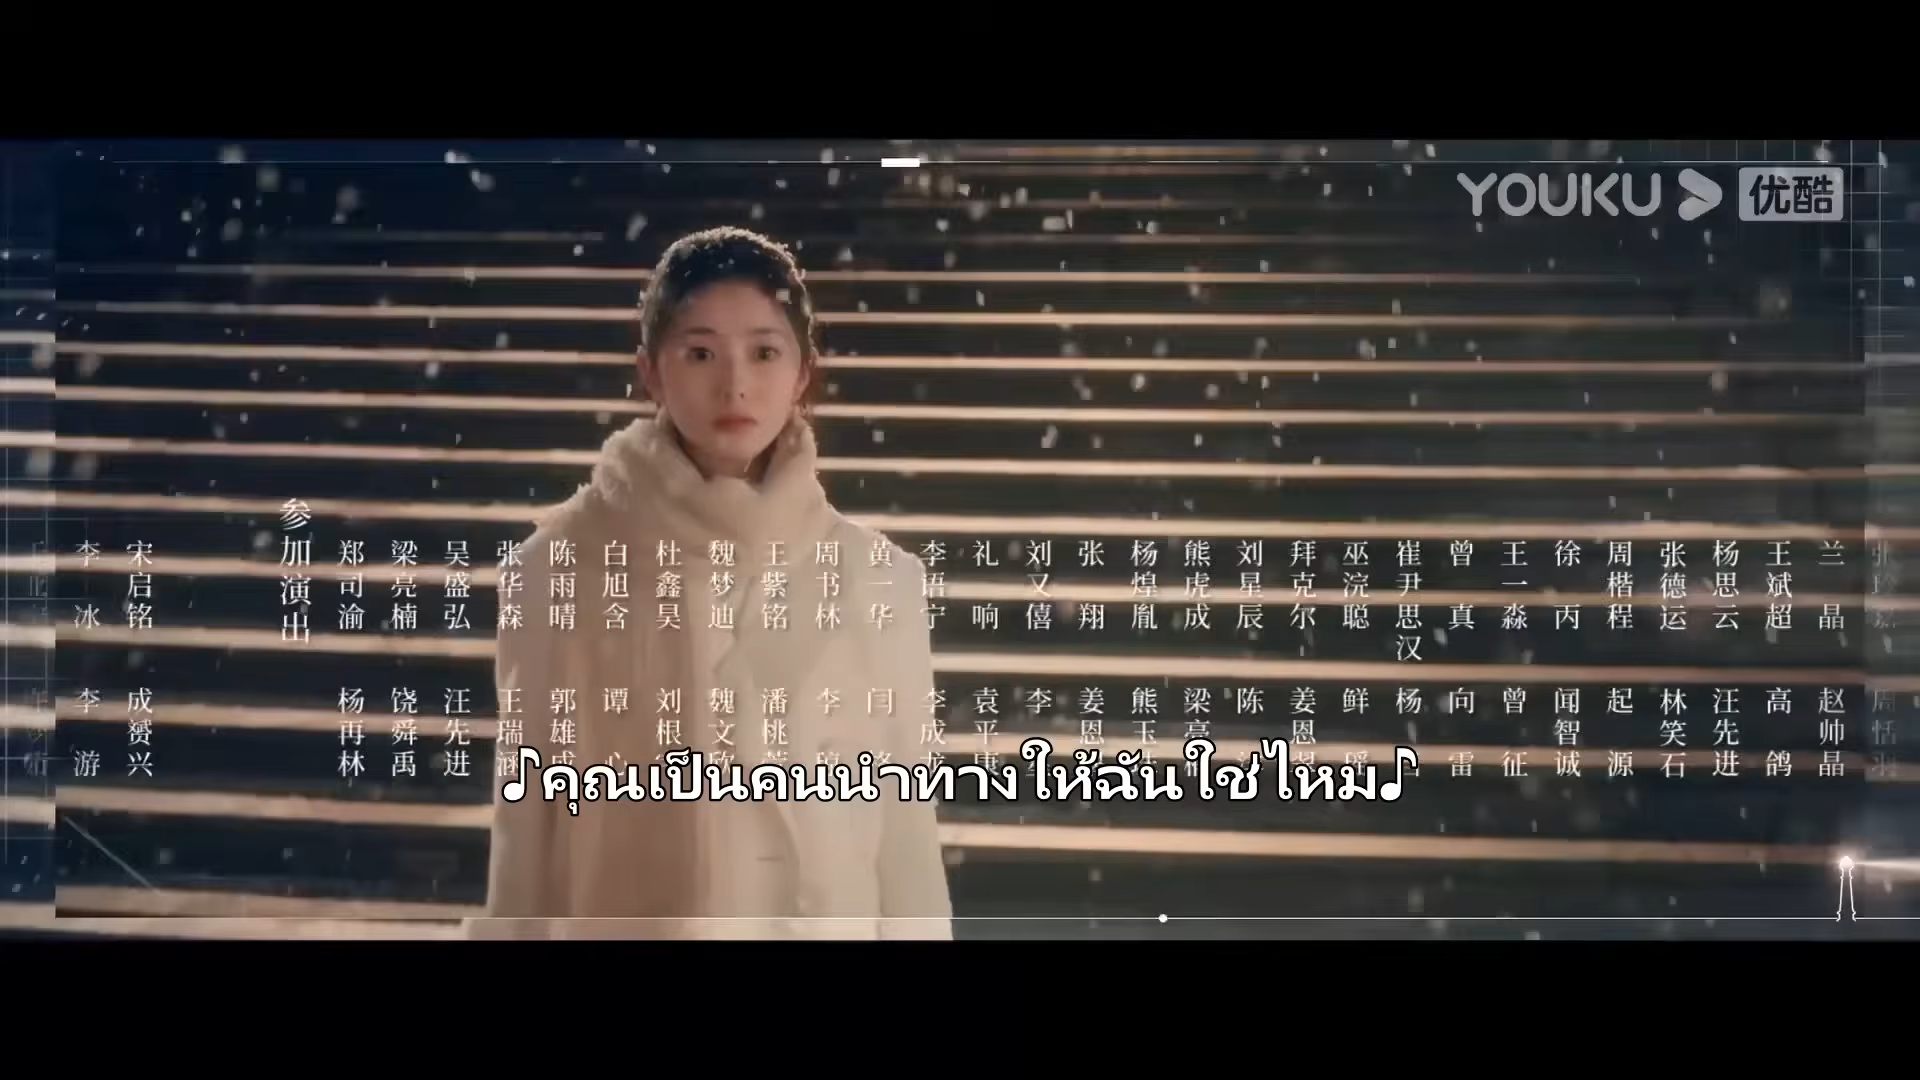 YOUKU 优酷
李冰
宋启铭
参加演出
郑司渝
梁亮楠
吴盛弘
张华森
陈雨晴
白旭含
杜鑫昊
魏梦迪
王紫铭
周书林
黄一华
李语宁
礼响
刘又僖
张翔
杨煌胤
熊虎成
刘星辰
拜克尔
巫浣聪
崔尹思汉
曾真
王一淼
徐丙
周楷程
张德运
杨思云
王斌超
兰晶
李游
成赟兴
杨再林
饶舜禹
汪先进
王瑞涵
郭雄
谭心
刘根
魏文欣
潘桃
李
闫
李成龙
袁平康
李
姜恩
熊玉
梁亮
陈
姜恩
鲜
杨
向雷
曾征
闻智诚
起源
林笑石
汪先进
高鸽
赵帅晶
♪คุณเป็นคนนำทางให้ฉันใช่ไหม♪